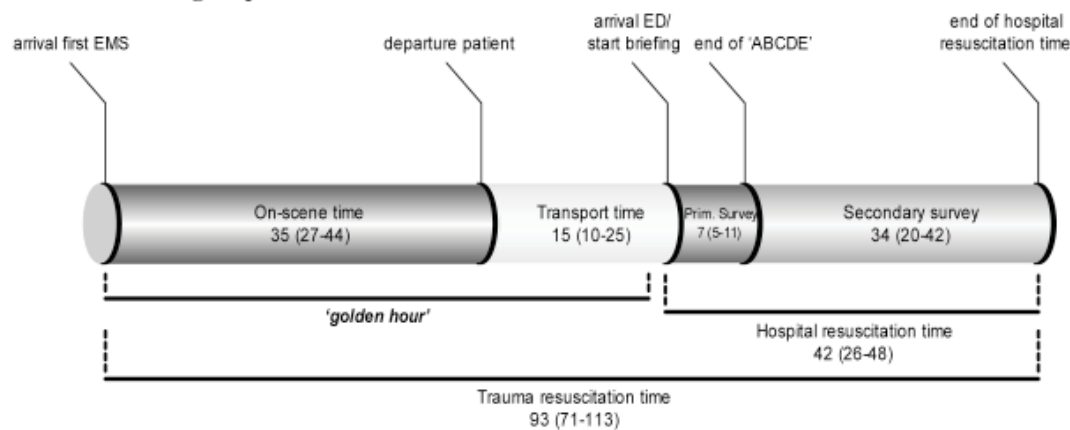 arrival first EMS
departure patient
arrival ED/
start briefing
end of 'ABCDE'
end of hospital
resuscitation time
On-scene time
35 (27-44)
Transport time
15 (10-25)
Prim. Survey
7 (5-11)
Secondary survey
34 (20-42)
'golden hour'
Hospital resuscitation time
42 (26-48)
Trauma resuscitation time
93 (71-113)